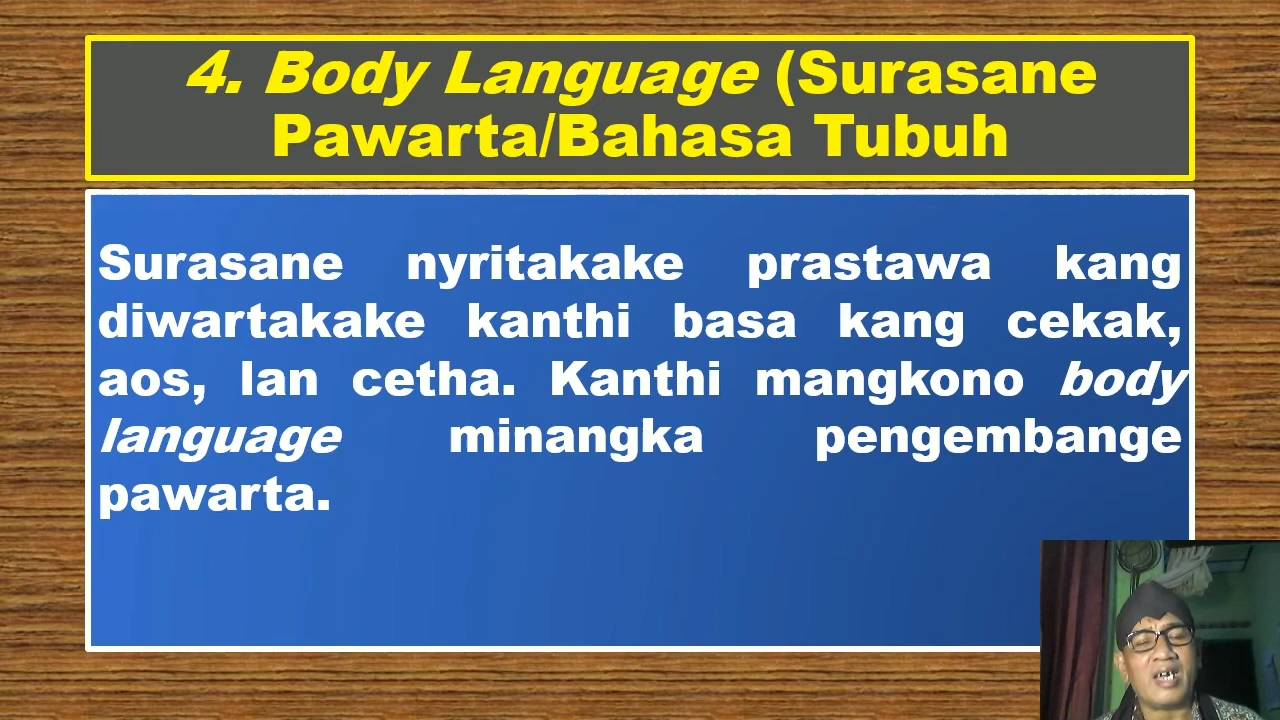 4. Body Language (Surasane
Pawarta/Bahasa Tubuh
Surasane nyritakake prastawa kang
diwartakake kanthi basa kang cekak,
aos, lan cetha. Kanthi mangkono body
language minangka pengembange
pawarta.